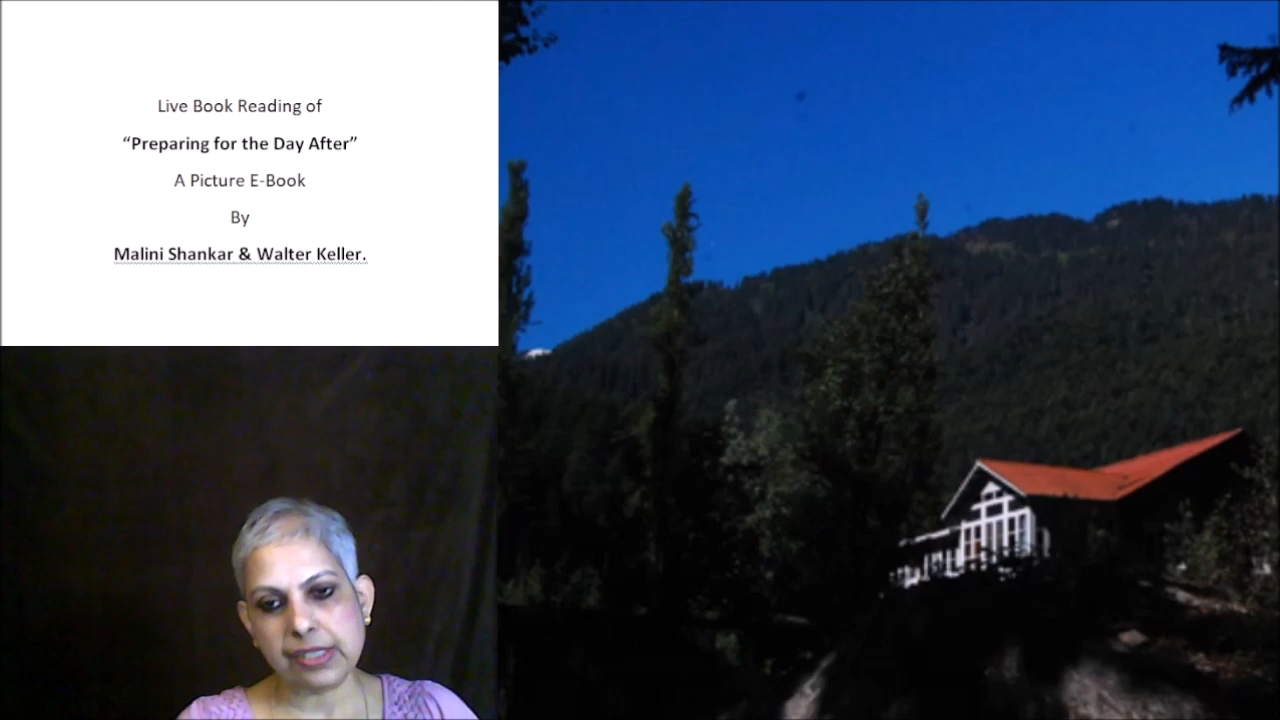 Live Book Reading of
“Preparing for the Day After”
A Picture E-Book
By
Malini Shankar & Walter Keller.